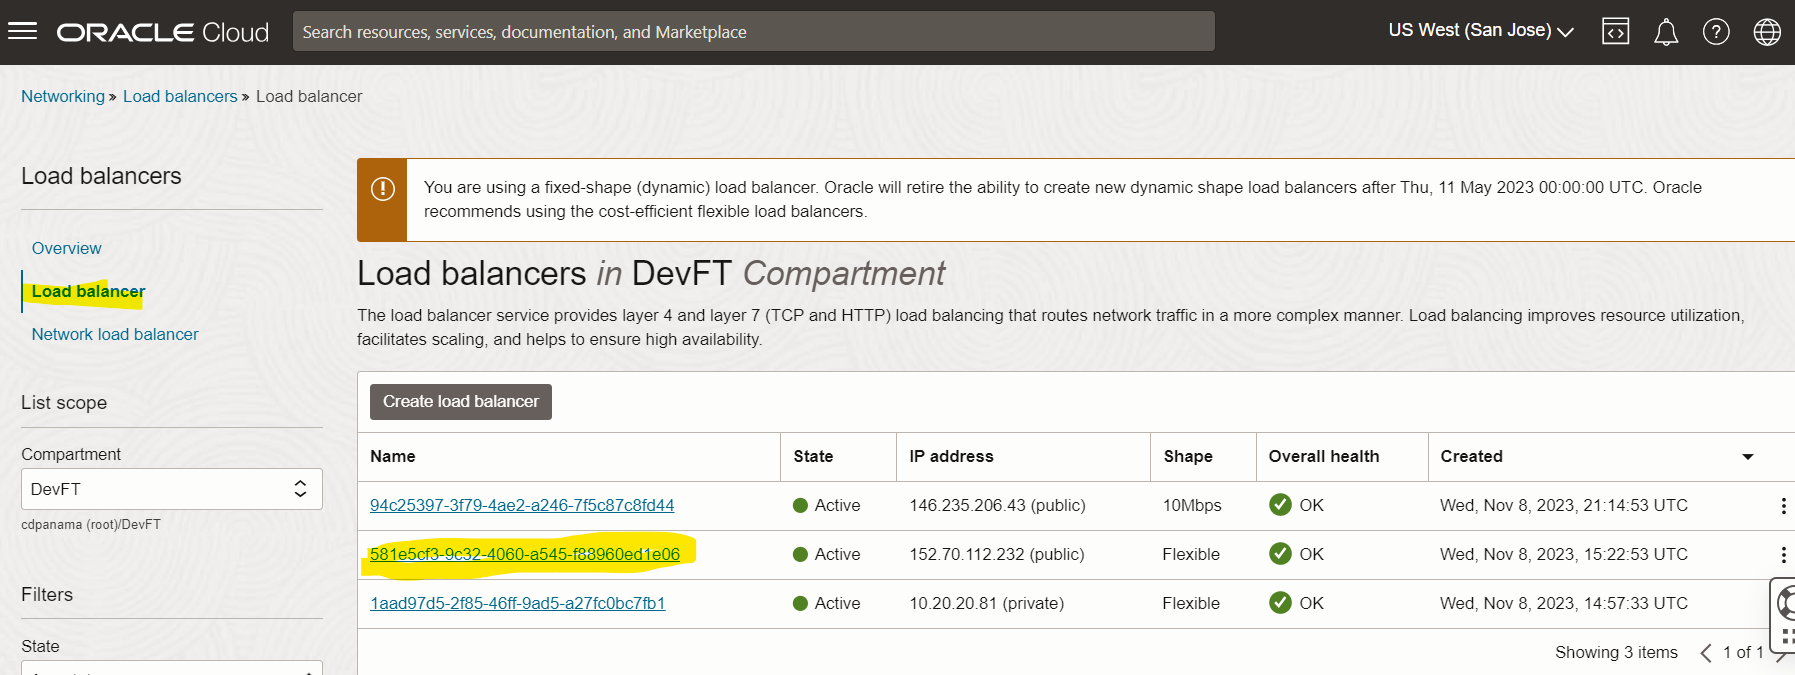 ORACLE Cloud
Search resources, services, documentation, and Marketplace
US West (San Jose)
Networking » Load balancers » Load balancer
Load balancers
Overview
Load balancer
Network load balancer
List scope
Compartment
DevFT
cdpanama (root)/DevFT
Filters
State
You are using a fixed-shape (dynamic) load balancer. Oracle will retire the ability to create new dynamic shape load balancers after Thu, 11 May 2023 00:00:00 UTC. Oracle
recommends using the cost-efficient flexible load balancers.
Load balancers in DevFT Compartment
The load balancer service provides layer 4 and layer 7 (TCP and HTTP) load balancing that routes network traffic in a more complex manner. Load balancing improves resource utilization,
facilitates scaling, and helps to ensure high availability.
Create load balancer
Name State IP address Shape Overall health Created
94c25397-3f79-4ae2-a246-7f5c87c8fd44 Active 146.235.206.43 (public) 10Mbps OK Wed, Nov 8, 2023, 21:14:53 UTC
581e5cf3-9c32-4060-a545-f88960ed1e06 Active 152.70.112.232 (public) Flexible OK Wed, Nov 8, 2023, 15:22:53 UTC
1aad97d5-2f85-46ff-9ad5-a27fc0bc7fb1 Active 10.20.20.81 (private) Flexible OK Wed, Nov 8, 2023, 14:57:33 UTC
Showing 3 items 1 of 1